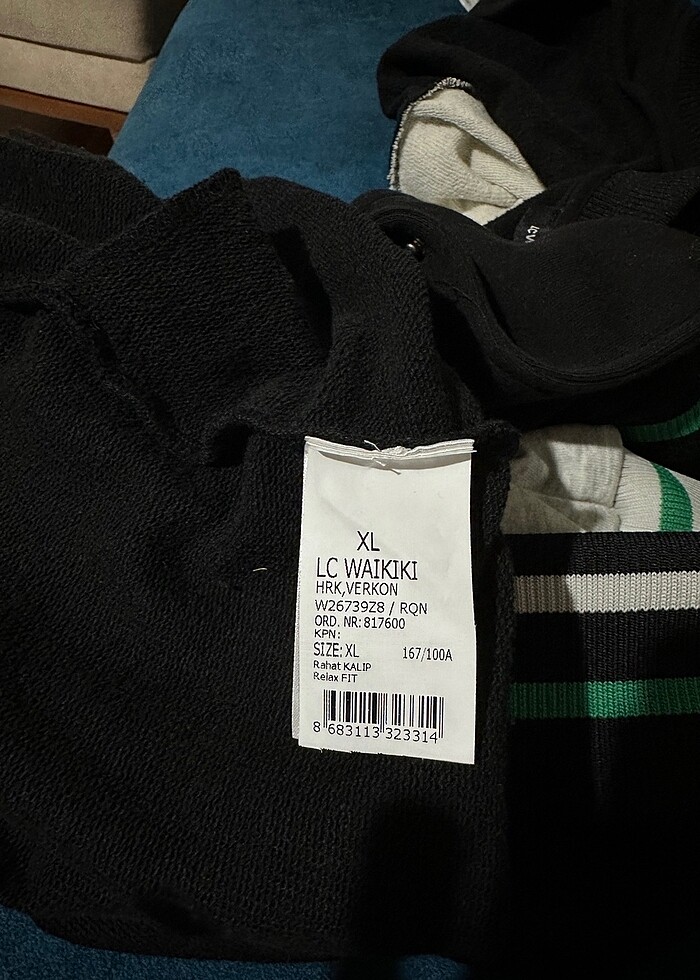 XL
LC WAIKIKI
HRK,VERKON
W26739Z8 / RQN
ORD. NR: 817600
KPN:
SIZE: XL 167/100A
Rahat KALIP
Relax FIT
8 683113 323314